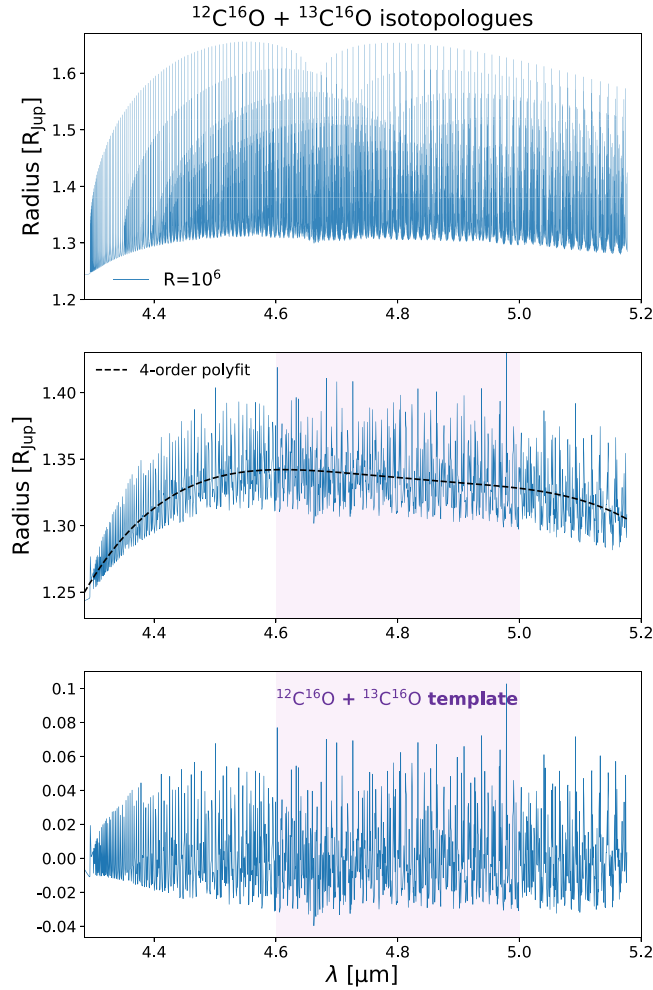 ¹²C¹⁶O + ¹³C¹⁶O isotopologues
Radius [R_Jup]
1.6
1.5
1.4
1.3
1.2
R=10⁶
4.4 4.6 4.8 5.0 5.2
Radius [R_Jup]
1.40
1.35
1.30
1.25
4-order polyfit
4.4 4.6 4.8 5.0 5.2
0.1
0.08
0.06
0.04
0.02
0.00
-0.02
-0.04
¹²C¹⁶O + ¹³C¹⁶O template
4.4 4.6 4.8 5.0 5.2
λ [μm]